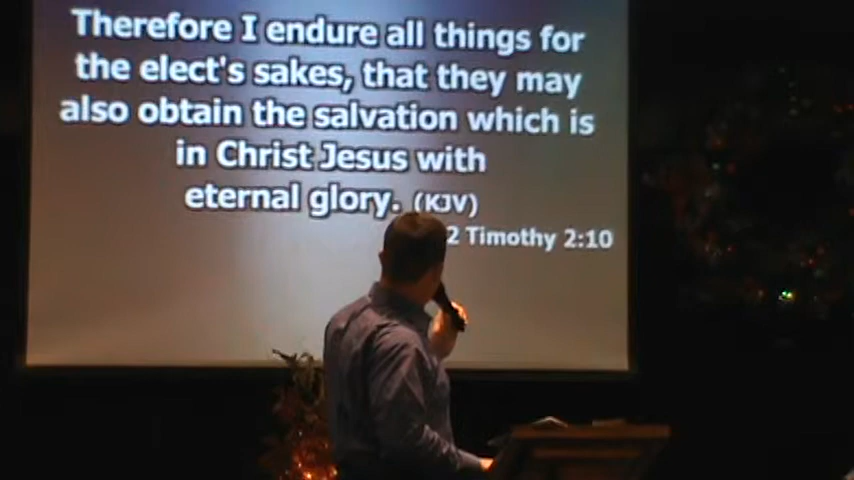 Therefore I endure all things for
the elect's sakes, that they may
also obtain the salvation which is
in Christ Jesus with
eternal glory. (KJV)
2 Timothy 2:10